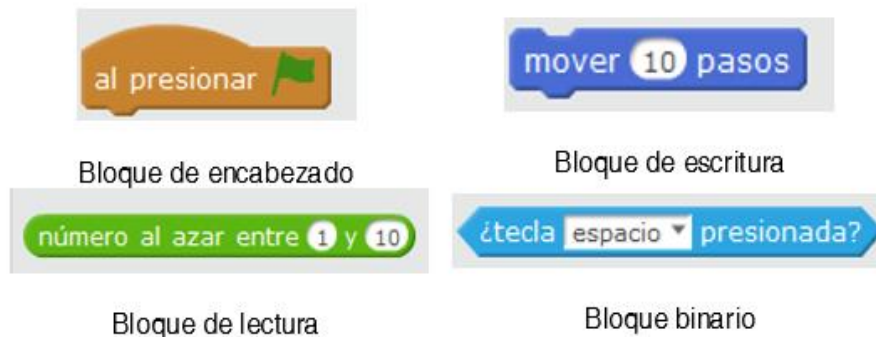 al presionar
mover 10 pasos
Bloque de encabezado
Bloque de escritura
número al azar entre 1 y 10
¿tecla espacio presionada?
Bloque de lectura
Bloque binario